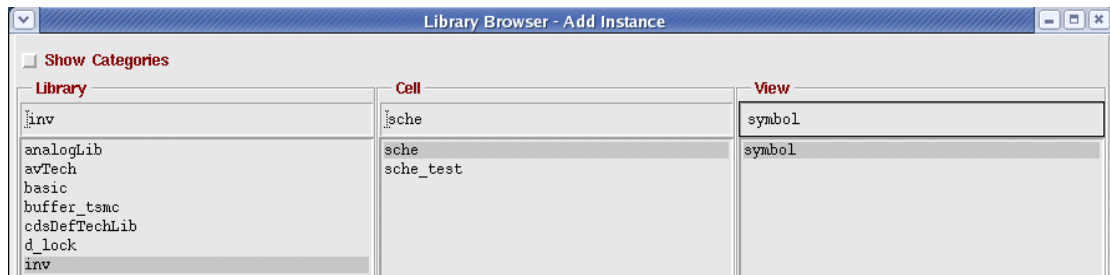 Library Browser - Add Instance
Show Categories
Library
inv
analogLib
avTech
basic
buffer_tsmc
cdsDefTechLib
d_lock
inv
Cell
sche
sche
sche_test
View
symbol
symbol